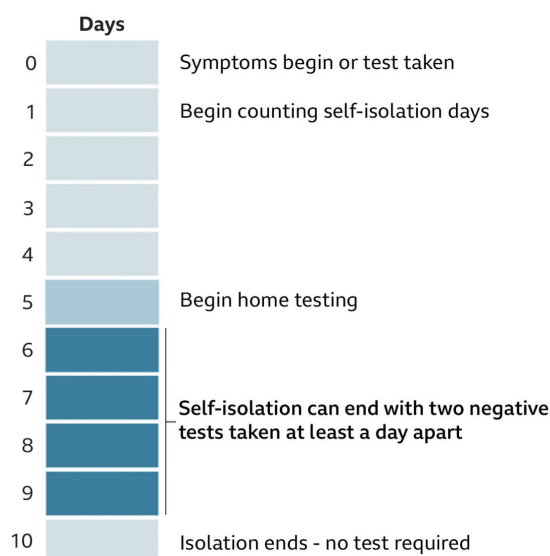 Days
0 Symptoms begin or test taken
1 Begin counting self-isolation days
2
3
4
5 Begin home testing
6
7
Self-isolation can end with two negative
tests taken at least a day apart
8
9
10 Isolation ends - no test required